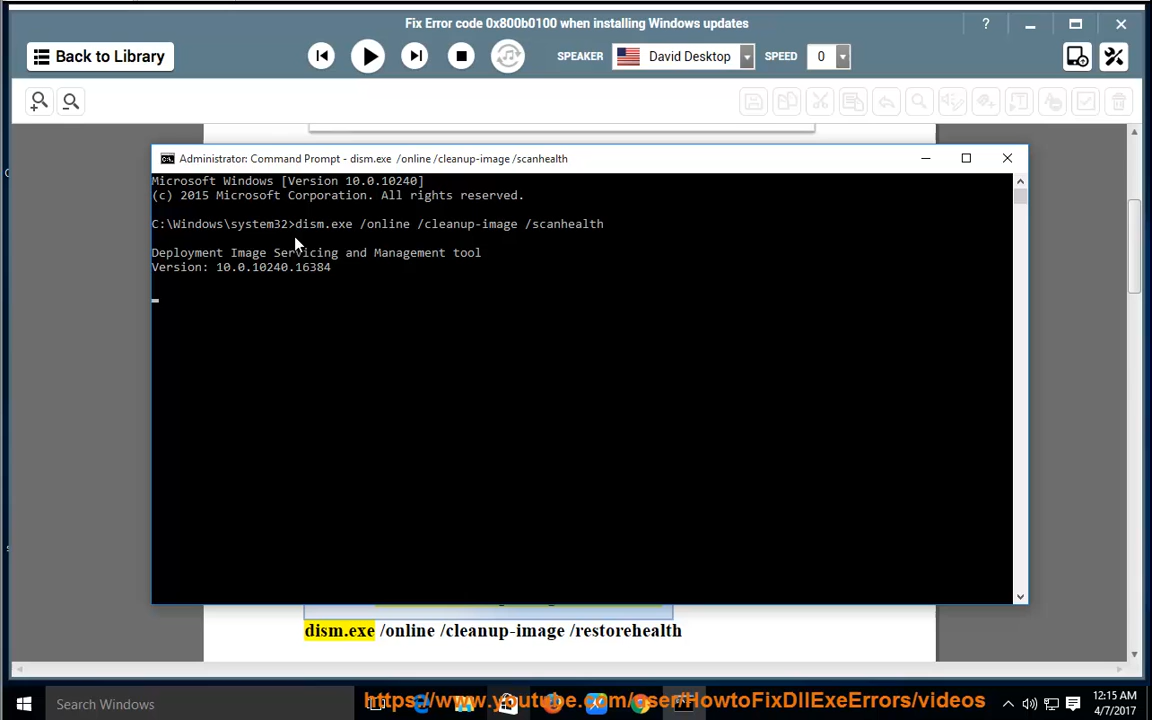 Fix Error code 0x800b0100 when installing Windows updates
?
Back to Library
SPEAKER
David Desktop
SPEED
0
Administrator: Command Prompt - dism.exe /online /cleanup-image /scanhealth
Microsoft Windows [Version 10.0.10240]
(c) 2015 Microsoft Corporation. All rights reserved.
C:\Windows\system32>dism.exe /online /cleanup-image /scanhealth
Deployment Image Servicing and Management tool
Version: 10.0.10240.16384
dism.exe /online /cleanup-image /restorehealth
Search Windows
https://www.youtube.com/user/HowtoFixDllExeErrors/videos
12:15 AM
4/7/2017